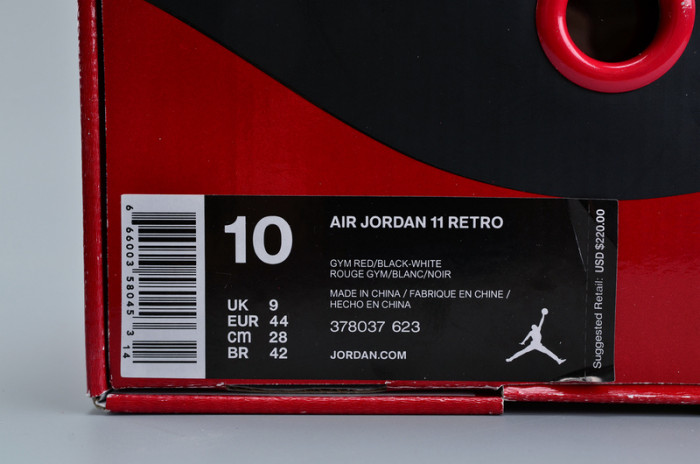 6 66003 58045 3 14
10
UK 9
EUR 44
CM 28
BR 42
AIR JORDAN 11 RETRO
GYM RED/BLACK-WHITE
ROUGE GYM/BLANC/NOIR
MADE IN CHINA / FABRIQUE EN CHINE /
HECHO EN CHINA
378037 623
JORDAN.COM
Suggested Retail: USD $220.00